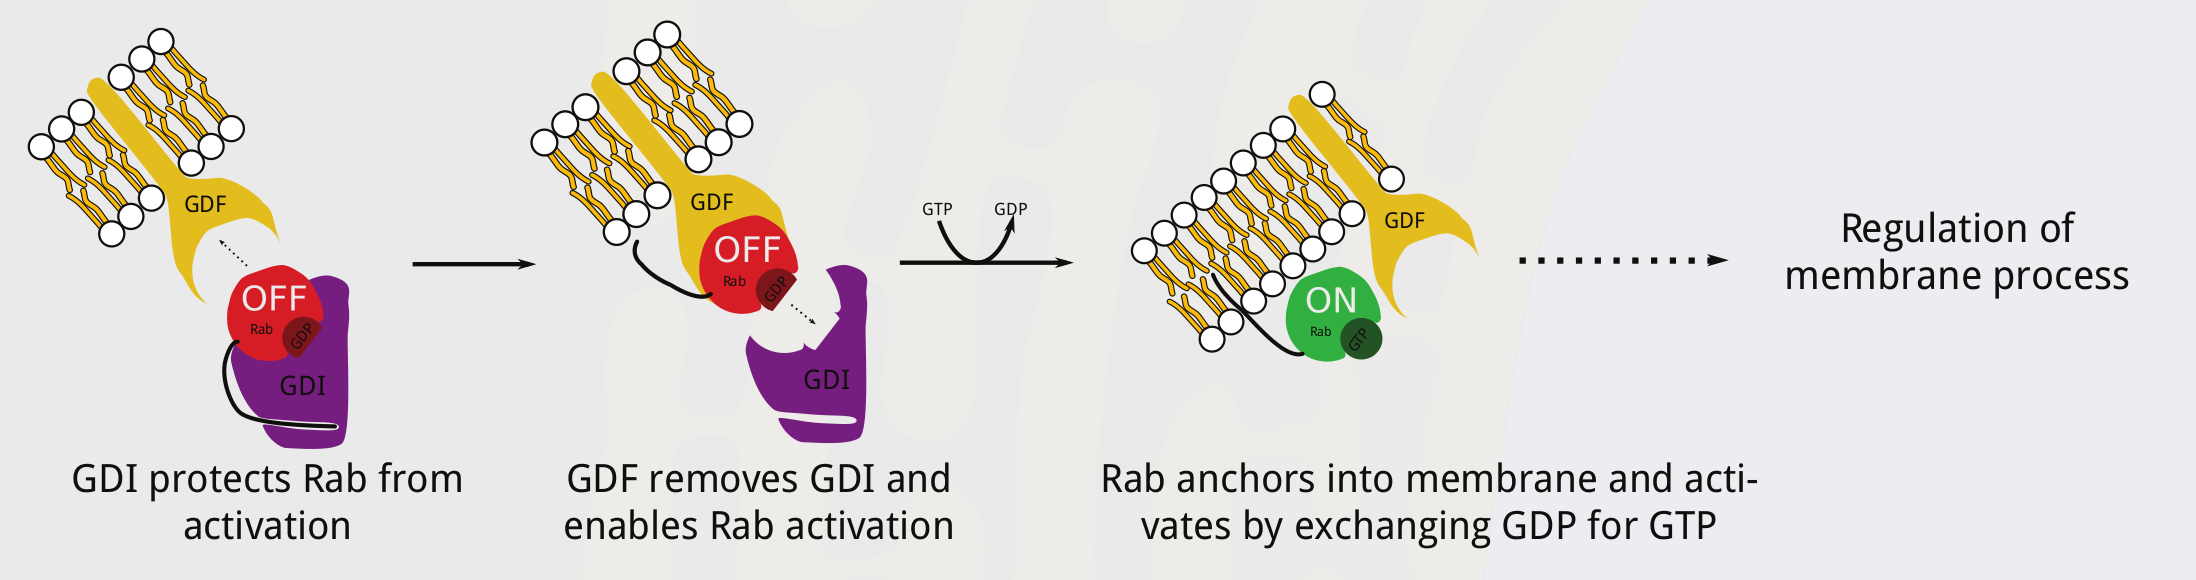 GDF
OFF
Rab
GDP
GDI
GDI protects Rab from
activation
GDF
OFF
Rab
GDP
GDI
GDF removes GDI and
enables Rab activation
GTP
GDP
GDF
ON
Rab
GTP
Rab anchors into membrane and acti-
vates by exchanging GDP for GTP
Regulation of
membrane process